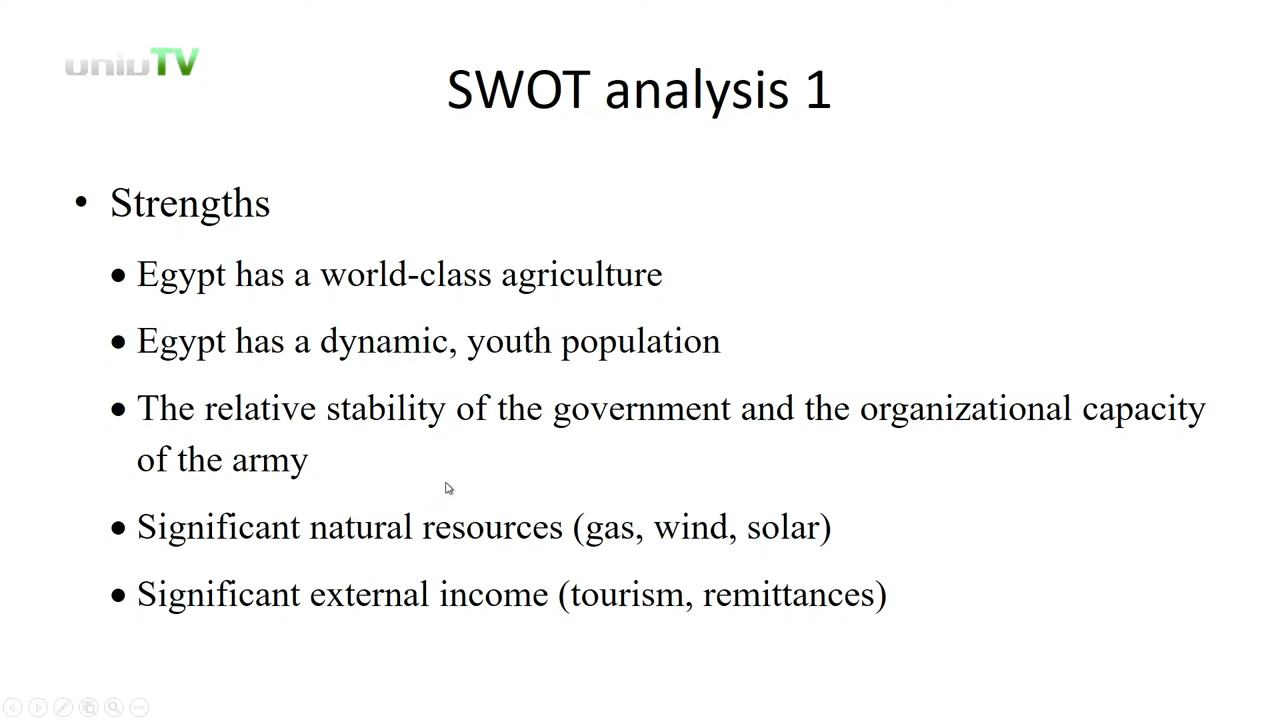 uniuTV
SWOT analysis 1
• Strengths
• Egypt has a world-class agriculture
• Egypt has a dynamic, youth population
• The relative stability of the government and the organizational capacity
of the army
• Significant natural resources (gas, wind, solar)
• Significant external income (tourism, remittances)